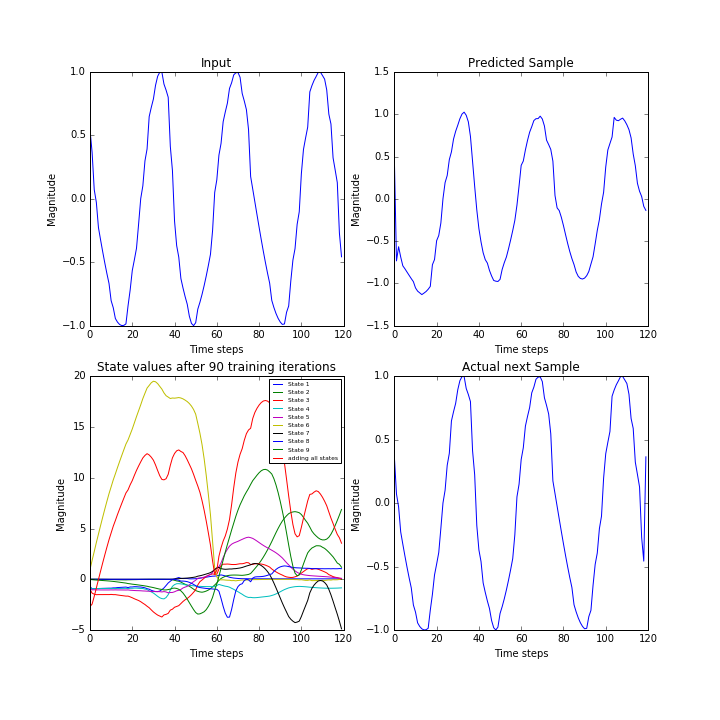 Input
Magnitude
1.0
0.5
0.0
−0.5
−1.0
0 20 40 60 80 100 120
Time steps
Predicted Sample
Magnitude
1.5
1.0
0.5
0.0
−0.5
−1.0
−1.5
0 20 40 60 80 100 120
Time steps
State values after 90 training iterations
Magnitude
20
15
10
5
0
−5
0 20 40 60 80 100 120
Time steps
State 1
State 2
State 3
State 4
State 5
State 6
State 7
State 8
State 9
adding all states
Actual next Sample
Magnitude
1.0
0.5
0.0
−0.5
−1.0
0 20 40 60 80 100 120
Time steps